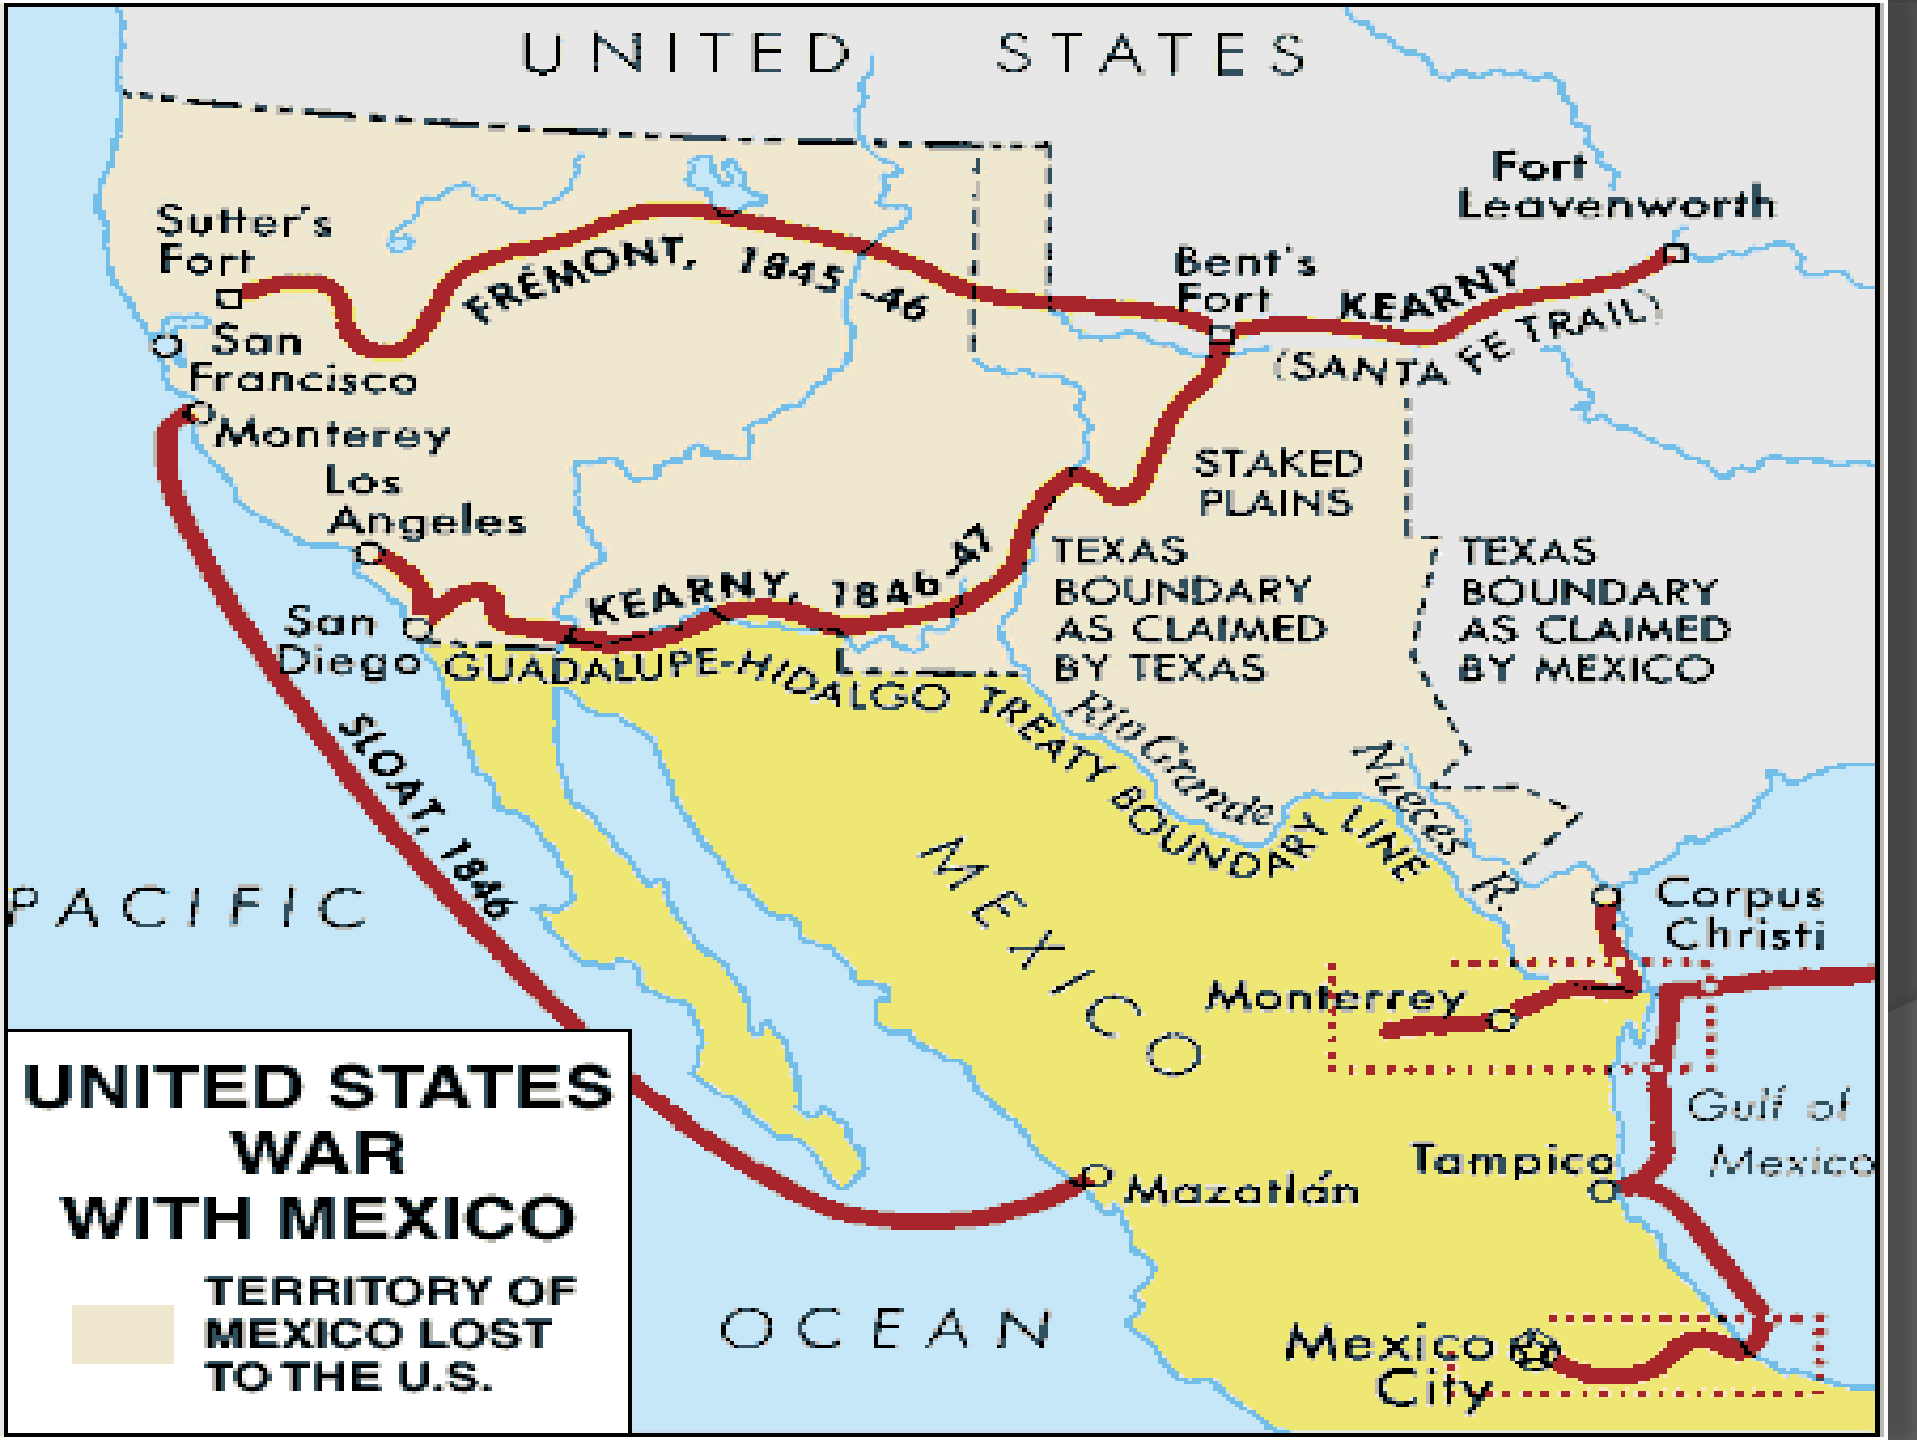 UNITED STATES
Fort
Leavenworth
Sutter's
Fort
FRÉMONT, 1845-46
Bent's
Fort
KEARNY
(SANTA FE TRAIL)
San
Francisco
Monterey
Los
Angeles
STAKED
PLAINS
KEARNY, 1846-47
TEXAS
BOUNDARY
AS CLAIMED
BY TEXAS
TEXAS
BOUNDARY
AS CLAIMED
BY MEXICO
San
Diego
GUADALUPE-HIDALGO TREATY BOUNDARY LINE
Rio Grande
Nueces R.
SLOAT, 1846
MEXICO
PACIFIC
Corpus
Christi
Monterrey
Gulf of
Mexico
Tampico
Mazatlán
OCEAN
Mexico
City
UNITED STATES
WAR
WITH MEXICO
TERRITORY OF
MEXICO LOST
TO THE U.S.